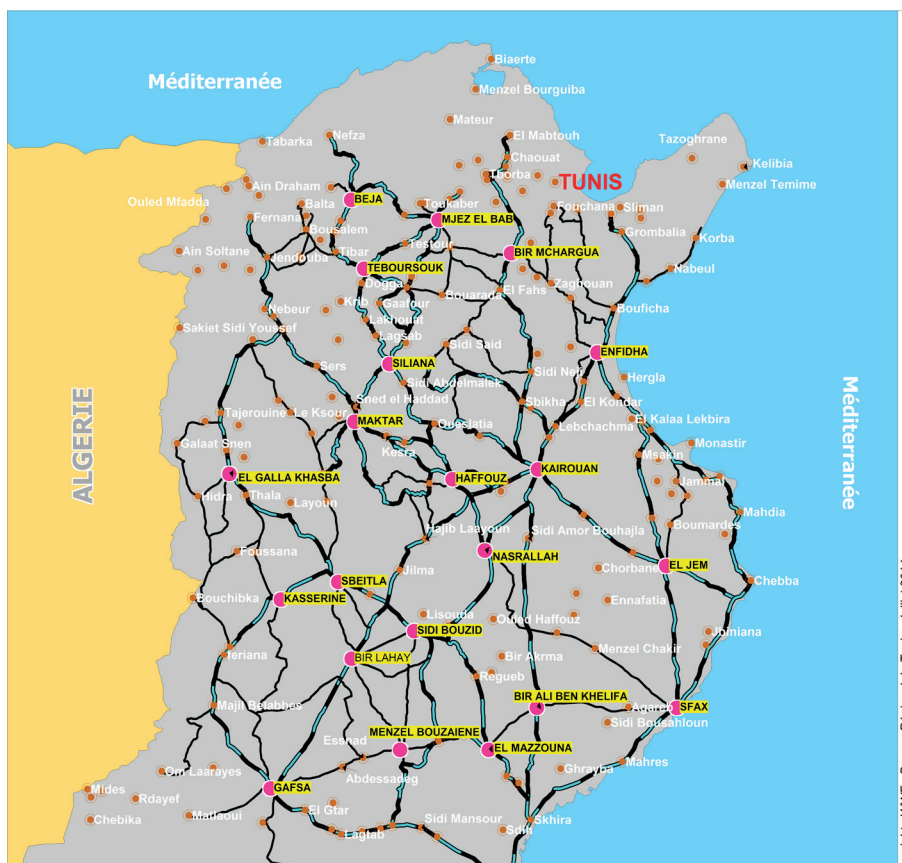 Biaerte
Méditerranée
Menzel Bourguiba
Mateur
Nefza
El Mabtouh
Tabarka
Tazoghrane
Chaouat
Kelibia
Tborba
TUNIS
Ain Draham
Menzel Temime
Ouled Mfadda
Balta
BEJA
Toukaber
Fouchana
Sliman
Fernana
MJEZ EL BAB
Bousalem
Grombalia
Korba
Ain Soltane
Tibar
Testour
BIR MCHARGUA
Jendouba
TEBOURSOUK
Nabeul
Dogga
Zaghouan
El Fahs
Bouarada
Krib
Gaafour
Nebeur
Bouficha
Lakhouat
Sakiet Sidi Youssef
Lagsab
Sidi Said
ENFIDHA
SILIANA
Sers
Sidi Neji
Hergla
Sidi Abdelmalek
Sned el Haddad
Sbikha
El Kondar
Méditerranée
Tajerouine
Le Ksour
MAKTAR
Oueslatia
El Kalaa Lekbira
Lebchachma
ALGERIE
Galaat Snen
Kesra
Monastir
Msakin
EL GALLA KHASBA
HAFFOUZ
KAIROUAN
Jammal
Hidra
Thala
Layoun
Mahdia
Hajib Laayoun
Sidi Amor Bouhajla
Boumardes
Foussana
NASRALLAH
Jilma
Chorbane
EL JEM
SBEITLA
Chebba
Bouchibka
KASSERINE
Ennafatia
Lisouda
Ouled Haffouz
SIDI BOUZID
Jbiniana
feriana
BIR LAHAY
Bir Akrma
Menzel Chakir
Regueb
BIR ALI BEN KHELIFA
Majil Belabbes
Agareb
SFAX
Sidi Bousahloun
MENZEL BOUZAIENE
Essnad
EL MAZZOUNA
Om Laarayes
Abdessadeg
Ghrayba
Mahres
Mides
GAFSA
Rdayef
Chebika
Matlaoui
El Gtar
Lagtab
Sidi Mansour
Sdih
Skhira